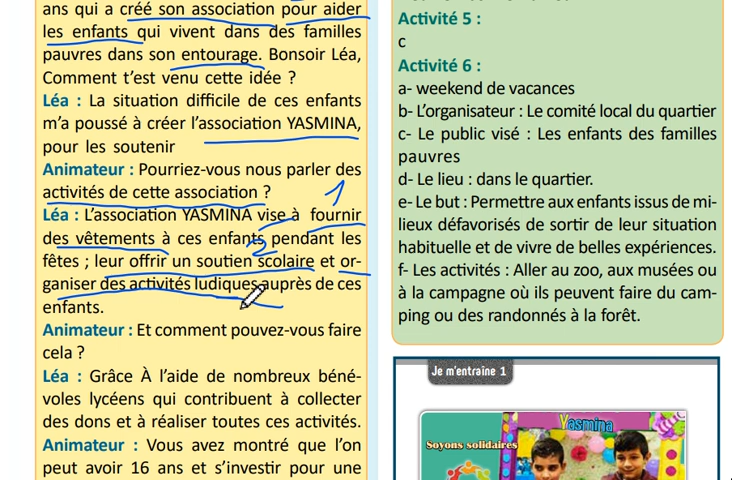 ans qui a créé son association pour aider
les enfants qui vivent dans des familles
pauvres dans son entourage. Bonsoir Léa,
Comment t'est venu cette idée ?
Léa : La situation difficile de ces enfants
m'a poussé à créer l'association YASMINA,
pour les soutenir
Animateur : Pourriez-vous nous parler des
activités de cette association ?
1
Léa : L'association YASMINA vise à fournir
des vêtements à ces enfants pendant les
2
fêtes ; leur offrir un soutien scolaire et or-
ganiser des activités ludiques auprès de ces
enfants.
Animateur : Et comment pouvez-vous faire
cela ?
Léa : Grâce À l'aide de nombreux béné-
voles lycéens qui contribuent à collecter
des dons et à réaliser toutes ces activités.
Animateur : Vous avez montré que l'on
peut avoir 16 ans et s'investir pour une
Activité 5 :
c
Activité 6 :
a- weekend de vacances
b- L'organisateur : Le comité local du quartier
c- Le public visé : Les enfants des familles
pauvres
d- Le lieu : dans le quartier.
e- Le but : Permettre aux enfants issus de mi-
lieux défavorisés de sortir de leur situation
habituelle et de vivre de belles expériences.
f- Les activités : Aller au zoo, aux musées ou
à la campagne où ils peuvent faire du cam-
ping ou des randonnés à la forêt.
Je m'entraine 1
Yasmina
Soyons solidaires